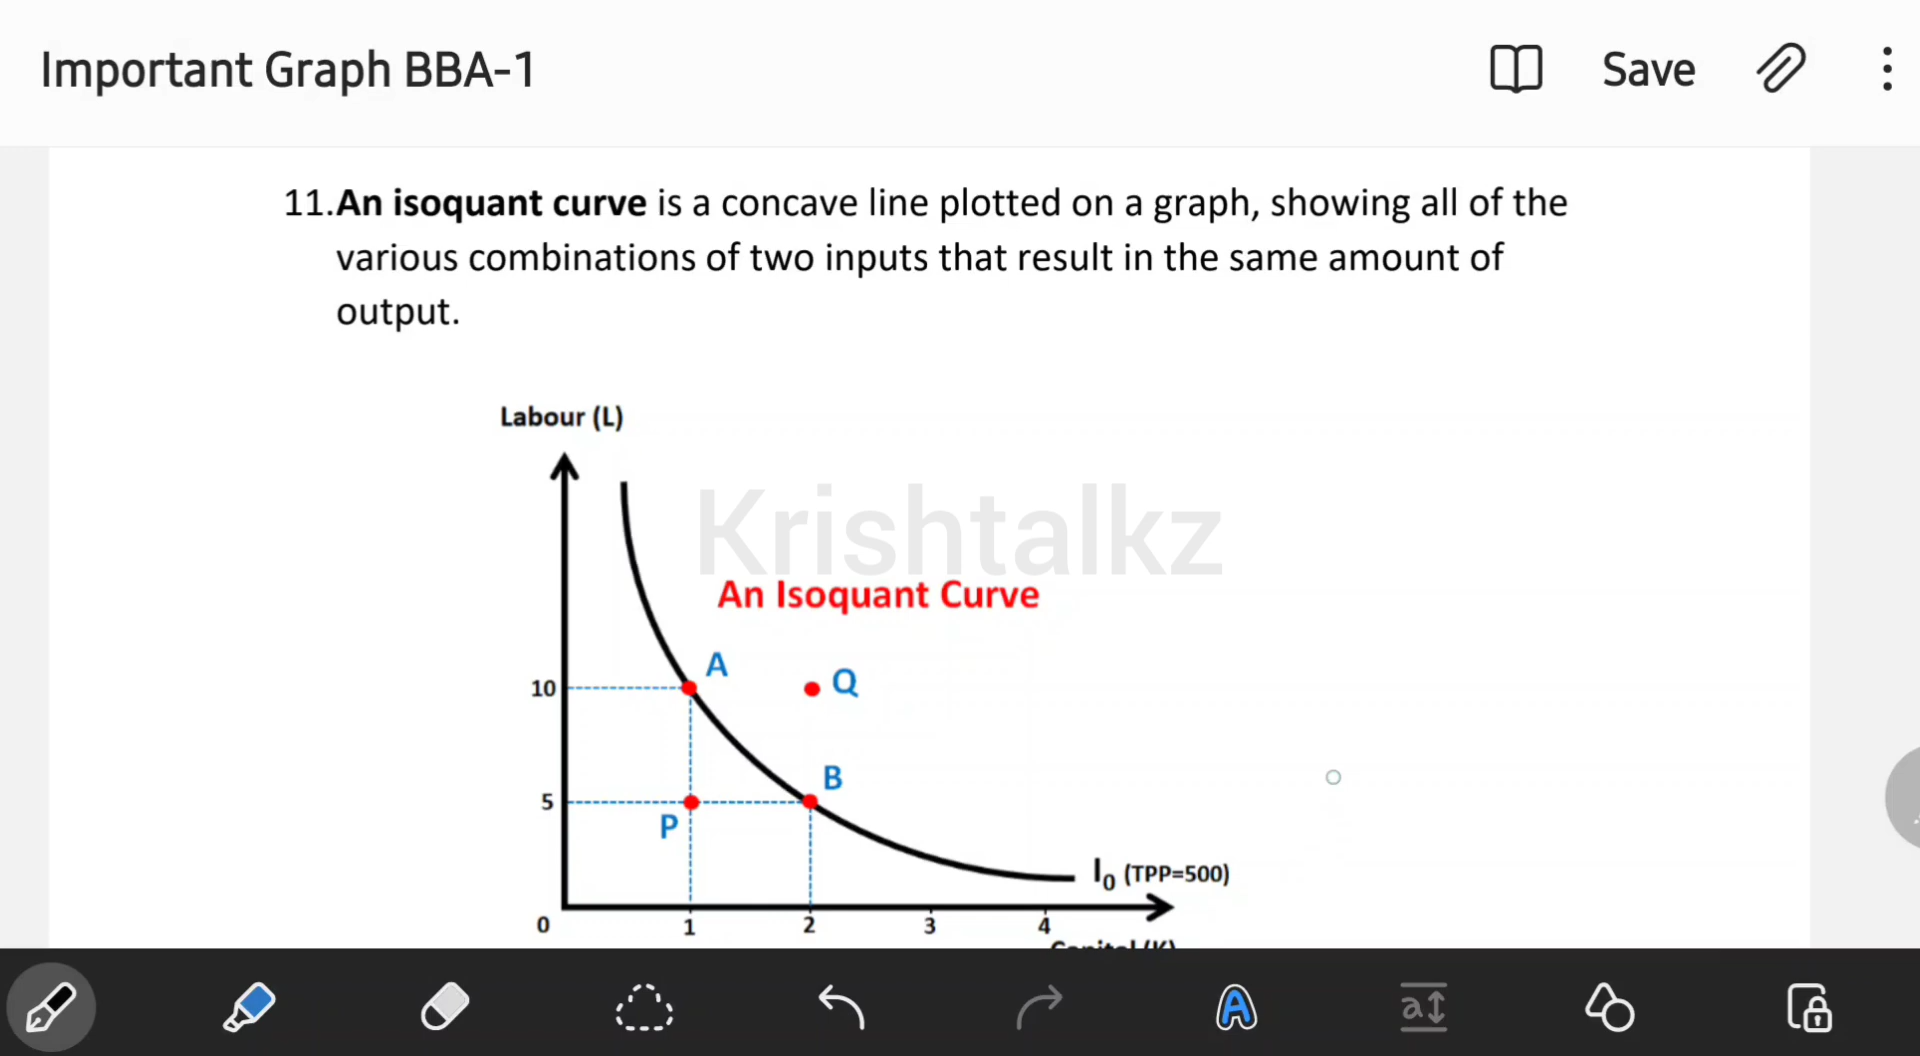 Important Graph BBA-1
Save
11.An isoquant curve is a concave line plotted on a graph, showing all of the
various combinations of two inputs that result in the same amount of
output.
Labour (L)
Krishtalkz
An Isoquant Curve
A
10
Q
B
5
P
I₀ (TPP=500)
0 1 2 3 4
Capital (K)
A
a